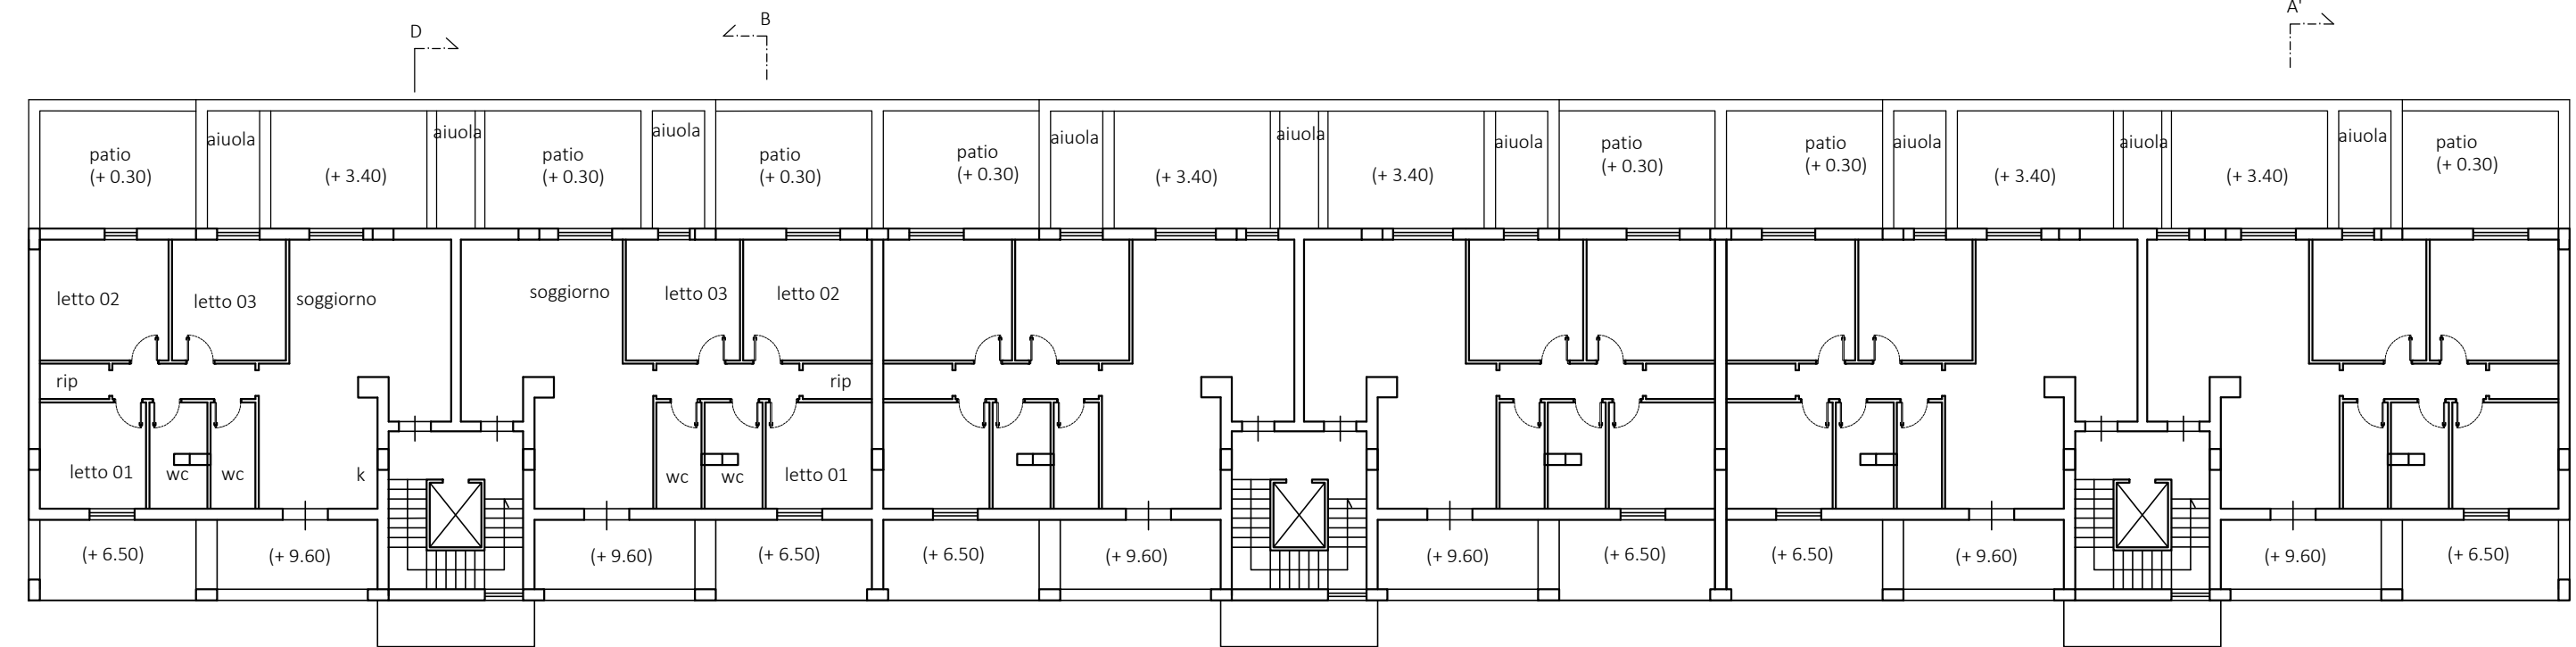 D
B
A'
patio
(+ 0.30)
aiuola
(+ 3.40)
aiuola
patio
(+ 0.30)
aiuola
patio
(+ 0.30)
patio
(+ 0.30)
aiuola
(+ 3.40)
aiuola
(+ 3.40)
aiuola
patio
(+ 0.30)
patio
(+ 0.30)
aiuola
(+ 3.40)
aiuola
(+ 3.40)
aiuola
patio
(+ 0.30)
letto 02
letto 03
soggiorno
soggiorno
letto 03
letto 02
rip
rip
letto 01
wc
wc
k
wc
wc
letto 01
(+ 6.50)
(+ 9.60)
(+ 9.60)
(+ 6.50)
(+ 6.50)
(+ 9.60)
(+ 9.60)
(+ 6.50)
(+ 6.50)
(+ 9.60)
(+ 9.60)
(+ 6.50)